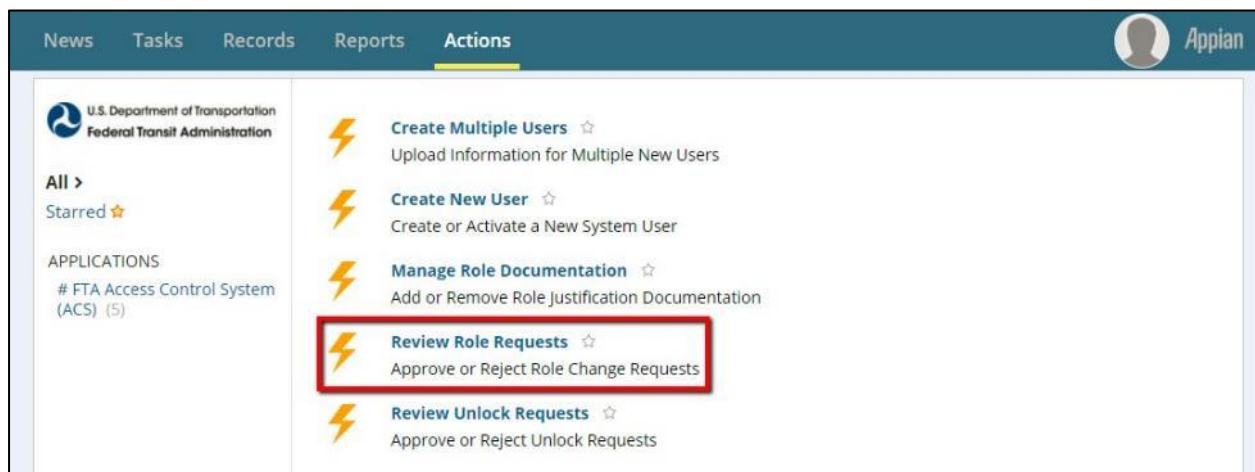 News Tasks Records Reports Actions Appian
U.S. Department of Transportation
Federal Transit Administration
All >
Starred
APPLICATIONS
# FTA Access Control System
(ACS) (5)
Create Multiple Users
Upload Information for Multiple New Users
Create New User
Create or Activate a New System User
Manage Role Documentation
Add or Remove Role Justification Documentation
Review Role Requests
Approve or Reject Role Change Requests
Review Unlock Requests
Approve or Reject Unlock Requests